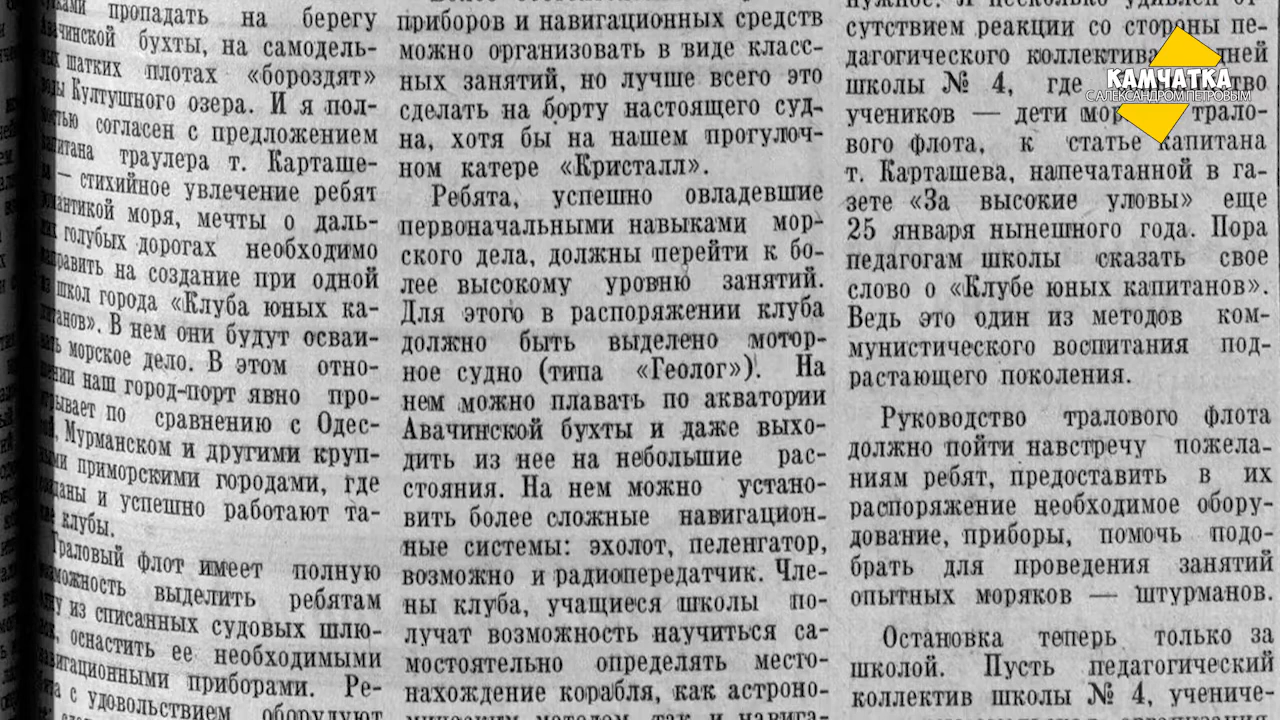 пропадать на берегу
Авачинской бухты, на самодель-
шатких плотах «бороздят»
Култушного озера. И я пол-
согласен с предложением
траулера т. Карташе-
— стихийное увлечение ребят
моря, мечты о даль-
голубых дорогах необходимо
на создание при одной
школ города «Клуба юных ка-
В нем они будут осваи-
морское дело. В этом отно-
наш город-порт явно про-
по сравнению с Одес-
Мурманском и другими круп-
приморскими городами, где
и успешно работают та-
клубы.
Траловый флот имеет полную
выделить ребятам
из списанных судовых шлю-
оснастить ее необходимыми
приборами. Ре-
с удовольствием оборудуют
приборов и навигационных средств
можно организовать в виде класс-
ных занятий, но лучше всего это
сделать на борту настоящего суд-
на, хотя бы на нашем прогулоч-
ном катере «Кристалл».
Ребята, успешно овладевшие
первоначальными навыками мор-
ского дела, должны перейти к бо-
лее высокому уровню занятий.
Для этого в распоряжении клуба
должно быть выделено мотор-
ное судно (типа «Геолог»). На
нем можно плавать по акватории
Авачинской бухты и даже выхо-
дить из нее на небольшие рас-
стояния. На нем можно устано-
вить более сложные навигацион-
ные системы: эхолот, пеленгатор,
возможно и радиопередатчик. Чле-
ны клуба, учащиеся школы по-
лучат возможность научиться са-
мостоятельно определять место-
нахождение корабля, как астроно-
сутствием реакции со стороны пе-
дагогического коллектива
школы № 4, где
учеников — дети трало-
вого флота, к статье капитана
т. Карташева, напечатанной в га-
зете «За высокие уловы» еще
25 января нынешного года. Пора
педагогам школы сказать свое
слово о «Клубе юных капитанов».
Ведь это один из методов ком-
мунистического воспитания под-
растающего поколения.
Руководство тралового флота
должно пойти навстречу пожела-
ниям ребят, предоставить в их
распоряжение необходимое обору-
дование, приборы, помочь подо-
брать для проведения занятий
опытных моряков — штурманов.
Остановка теперь только за
школой. Пусть педагогический
коллектив школы № 4, учениче-
КАМЧАТКА
С АЛЕКСАНДРОМ ПЕТРОВЫМ